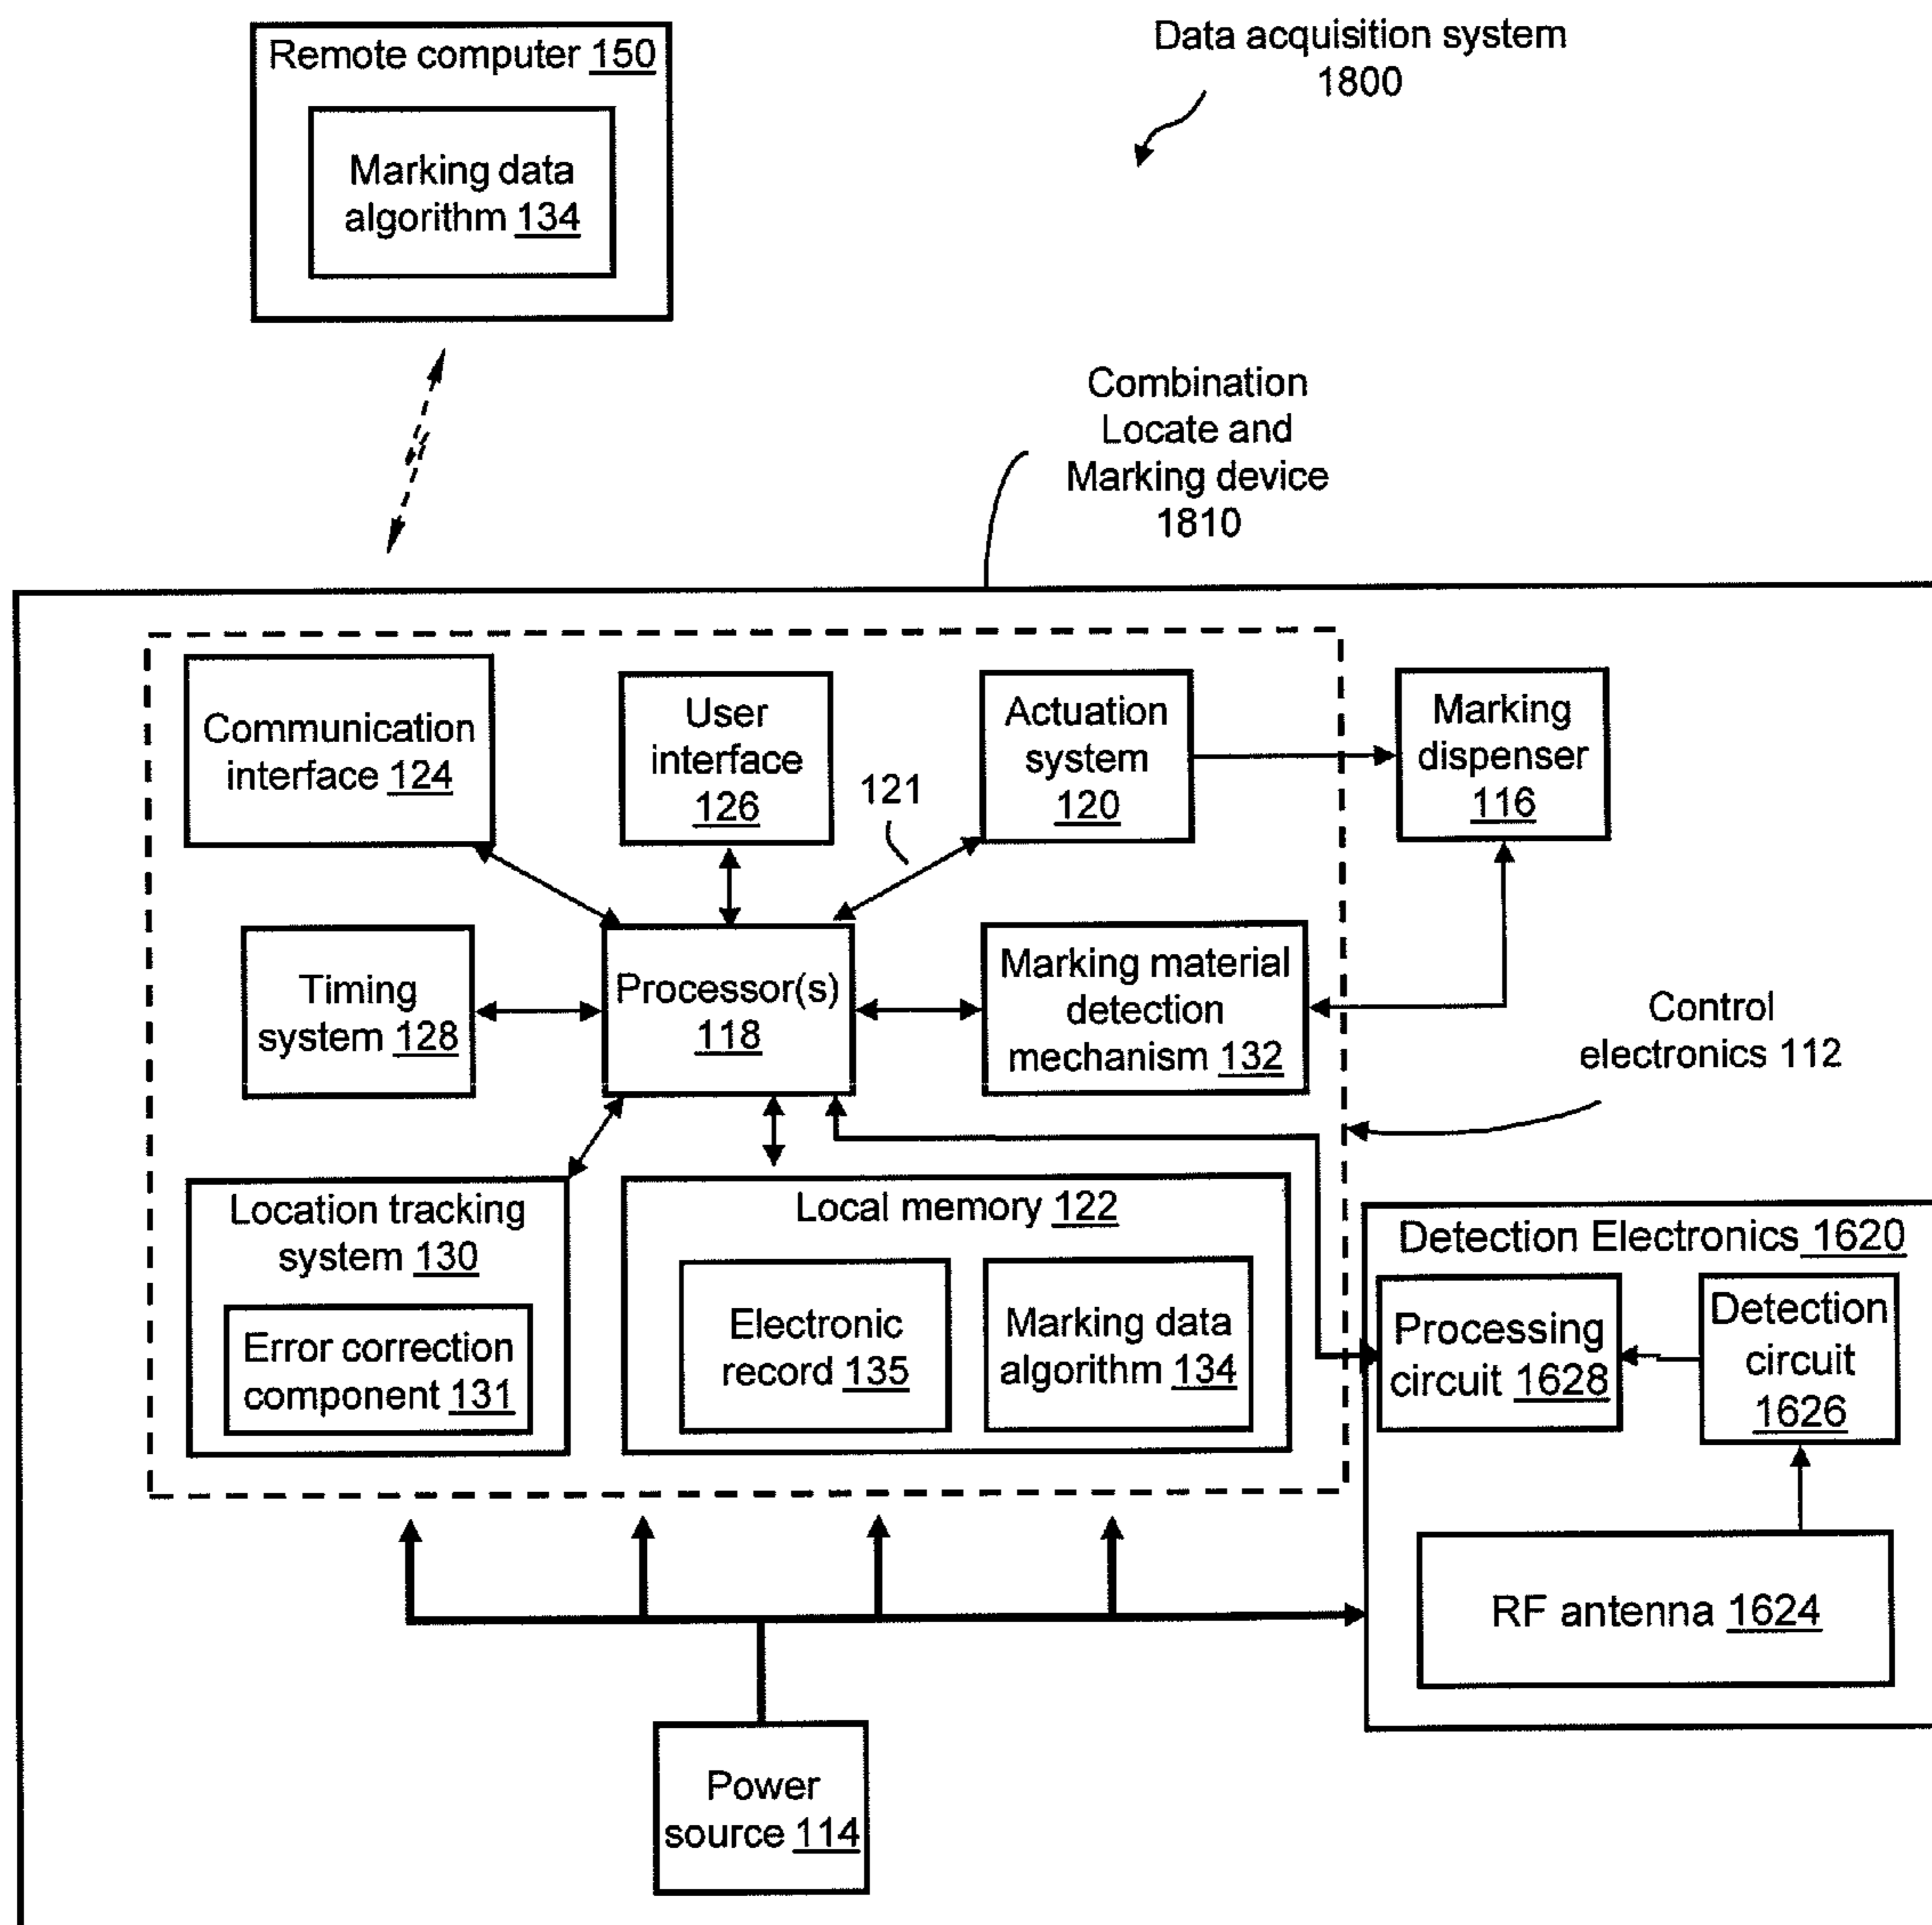 Remote computer 150
Marking data
algorithm 134
Data acquisition system
1800
Combination
Locate and
Marking device
1810
Communication
interface 124
User
interface
126
Actuation
system
120
Marking
dispenser
116
121
Timing
system 128
Processor(s)
118
Marking material
detection
mechanism 132
Control
electronics 112
Location tracking
system 130
Error correction
component 131
Local memory 122
Electronic
record 135
Marking data
algorithm 134
Detection Electronics 1620
Processing
circuit 1628
Detection
circuit
1626
RF antenna 1624
Power
source 114